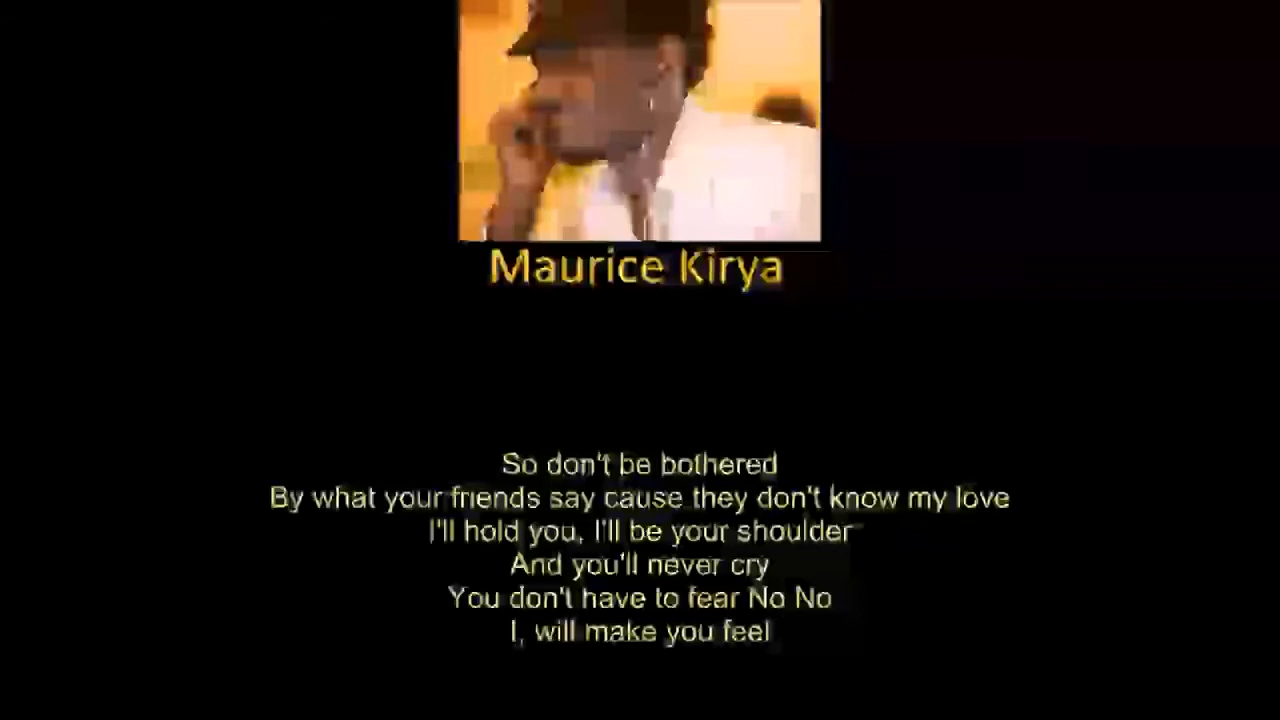 Maurice Kirya
So don't be bothered
By what your friends say cause they don't know my love
I'll hold you, I'll be your shoulder
And you'll never cry
You don't have to fear No No
I, will make you feel